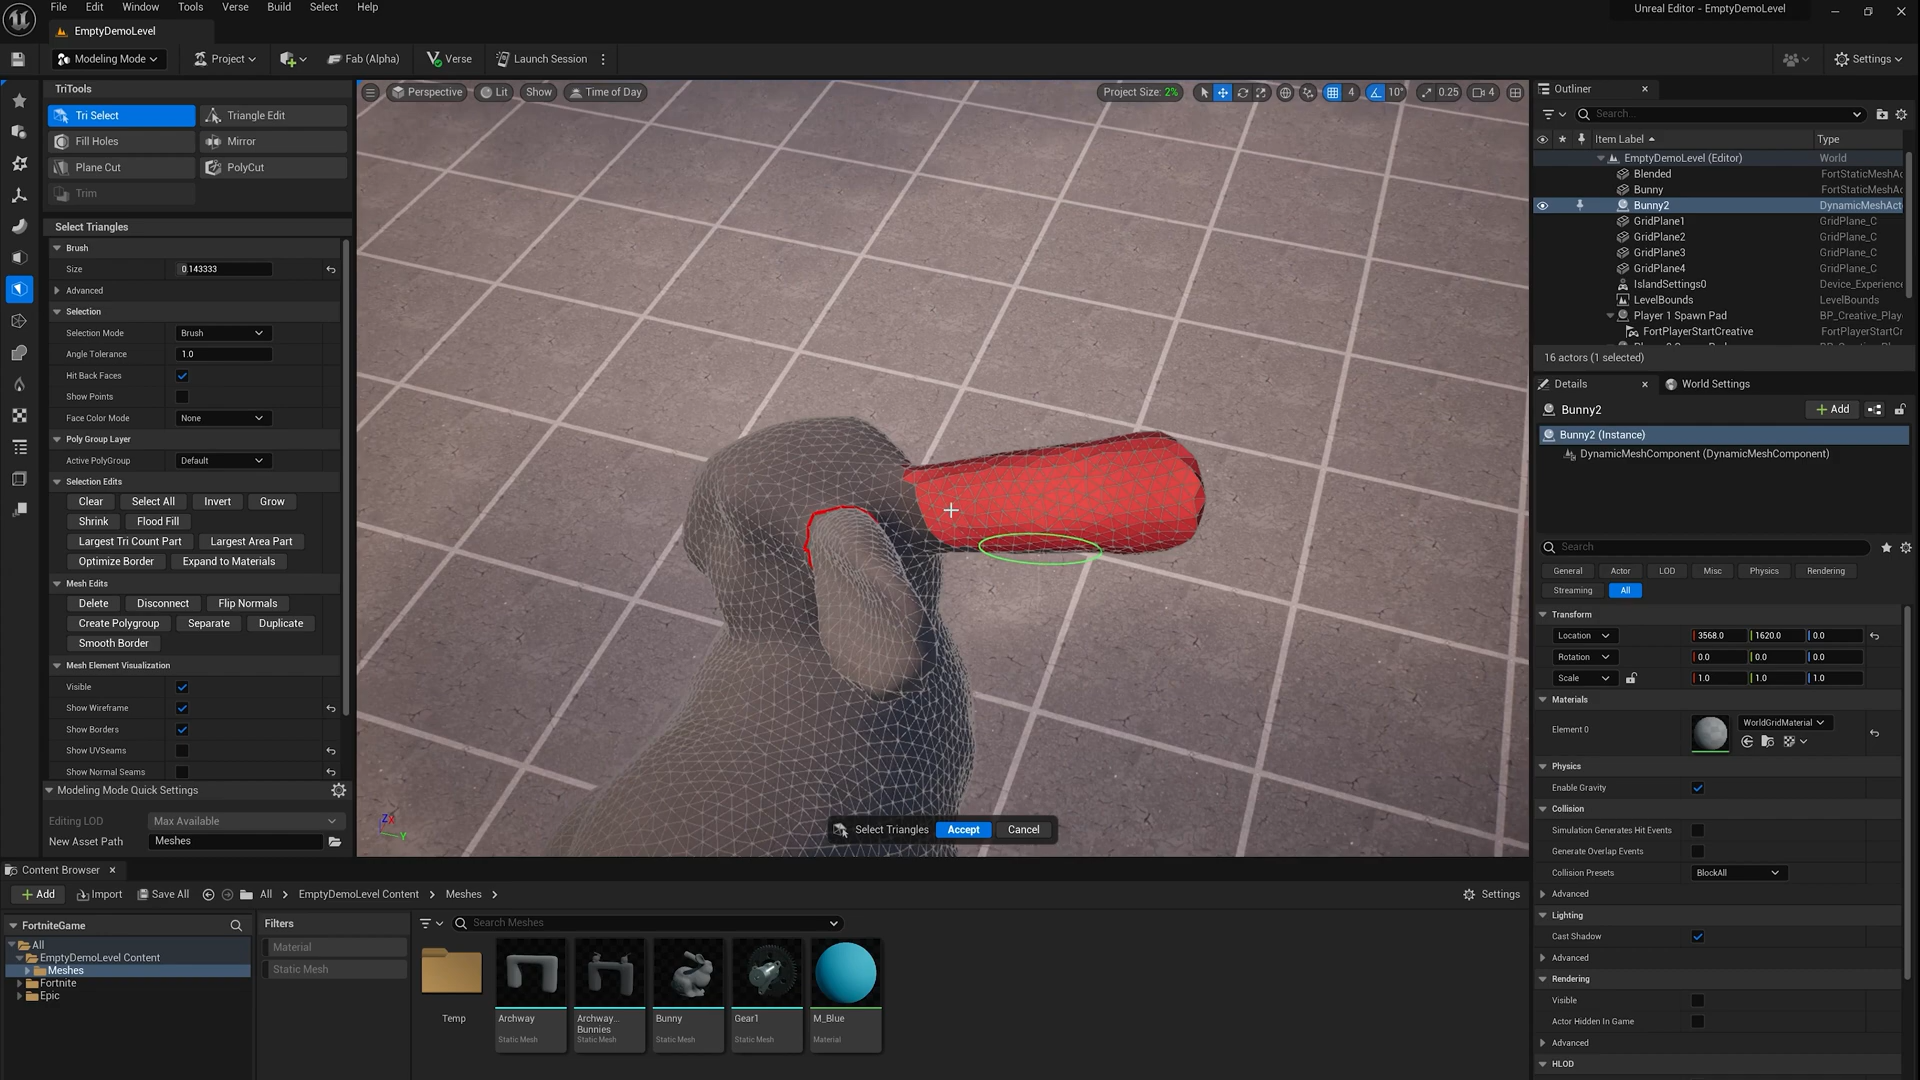 File Edit Window Tools Verse Build Select Help
Unreal Editor - EmptyDemoLevel
EmptyDemoLevel
Modeling Mode Project Fab (Alpha) Verse Launch Session Settings
TriTools
Tri Select Triangle Edit
Fill Holes Mirror
Plane Cut PolyCut
Trim
Select Triangles
Brush
Size 0.143333
Advanced
Selection
Selection Mode Brush
Angle Tolerance 1.0
Hit Back Faces
Show Points
Face Color Mode None
Poly Group Layer
Active PolyGroup Default
Selection Edits
Clear Select All Invert Grow
Shrink Flood Fill
Largest Tri Count Part Largest Area Part
Optimize Border Expand to Materials
Mesh Edits
Delete Disconnect Flip Normals
Create Polygroup Separate Duplicate
Smooth Border
Mesh Element Visualization
Visible
Show Wireframe
Show Borders
Show UVSeams
Show Normal Seams
Modeling Mode Quick Settings
Editing LOD Max Available
New Asset Path Meshes
Perspective Lit Show Time of Day
Project Size: 2% 4 10° 0.25 4
Z X
Y
Select Triangles Accept Cancel
Outliner
Search...
Item Label Type
EmptyDemoLevel (Editor) World
Blended FortStaticMeshAc
Bunny FortStaticMeshAc
Bunny2 DynamicMeshAct
GridPlane1 GridPlane_C
GridPlane2 GridPlane_C
GridPlane3 GridPlane_C
GridPlane4 GridPlane_C
IslandSettings0 Device_Experience
LevelBounds LevelBounds
Player 1 Spawn Pad BP_Creative_Play
FortPlayerStartCreative FortPlayerStartCr
16 actors (1 selected)
Details World Settings
Bunny2 Add
Bunny2 (Instance)
DynamicMeshComponent (DynamicMeshComponent)
Search
General Actor LOD Misc Physics Rendering
Streaming All
Transform
Location 3568.0 1620.0 0.0
Rotation 0.0 0.0 0.0
Scale 1.0 1.0 1.0
Materials
Element 0 WorldGridMaterial
Physics
Enable Gravity
Collision
Simulation Generates Hit Events
Generate Overlap Events
Collision Presets BlockAll
Advanced
Lighting
Cast Shadow
Advanced
Rendering
Visible
Actor Hidden In Game
Advanced
HLOD
Content Browser
Add Import Save All All EmptyDemoLevel Content Meshes Settings
FortniteGame
All
EmptyDemoLevel Content
Meshes
Fortnite
Epic
Filters
Material
Static Mesh
Search Meshes
Temp
Archway
Static Mesh
Archway...
Bunnies
Static Mesh
Bunny
Static Mesh
Gear1
Static Mesh
M_Blue
Material